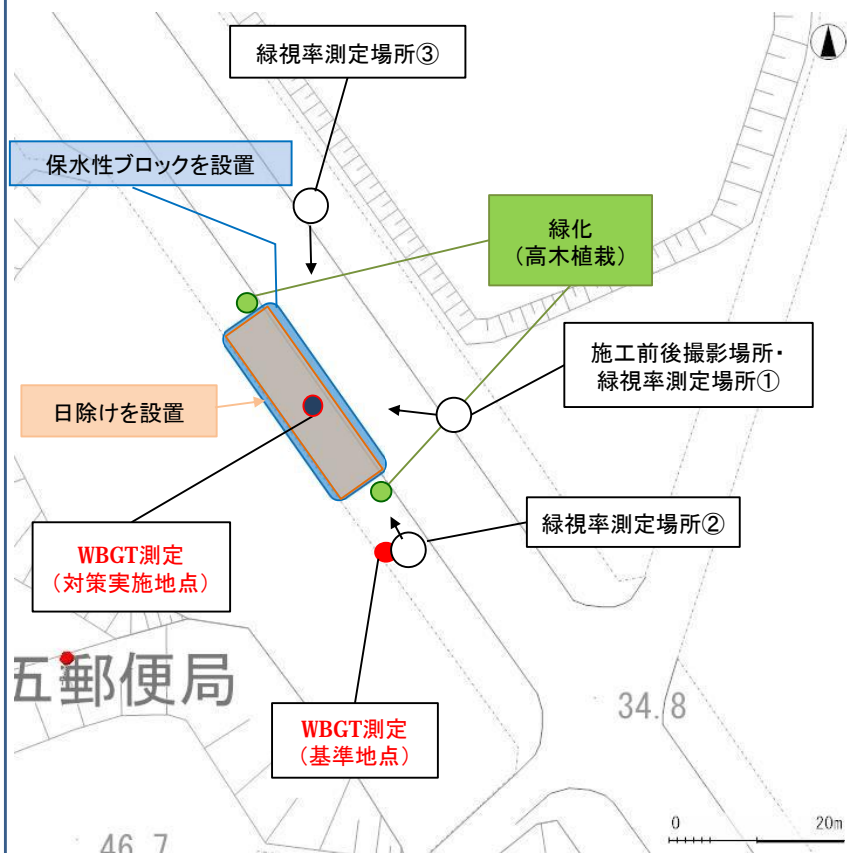 緑視率測定場所③
保水性ブロックを設置
緑化
（高木植栽）
施工前後撮影場所・
緑視率測定場所①
日除けを設置
緑視率測定場所②
WBGT測定
（対策実施地点）
五郵便局
WBGT測定
（基準地点）
34.8
46.7
0 20m